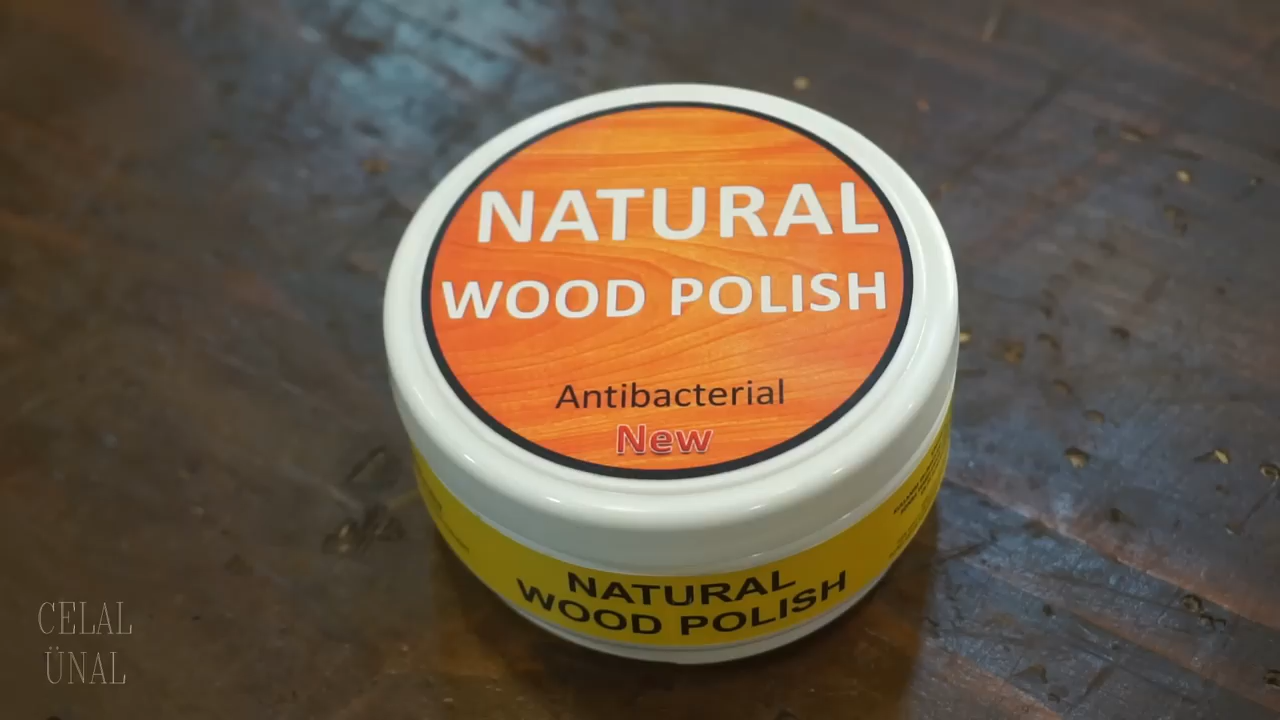 NATURAL
WOOD POLISH
Antibacterial
New
NATURAL
WOOD POLISH
CELAL
ÜNAL